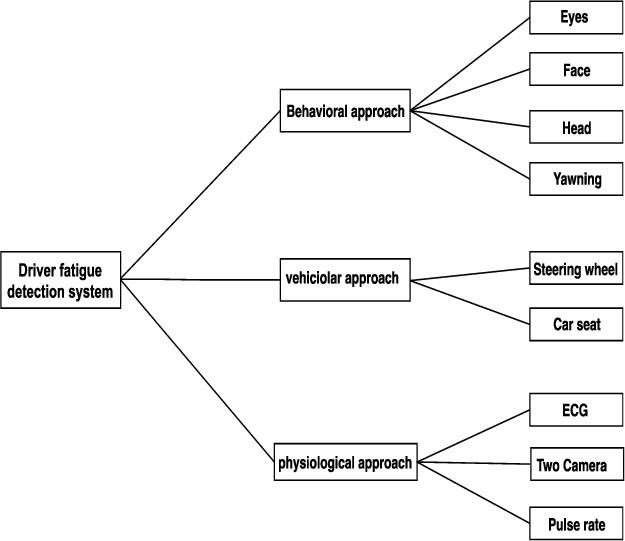 Eyes
Face
Behavioral approach
Head
Yawning
Driver fatigue
detection system
vehiciolar approach
Steering wheel
Car seat
ECG
physiological approach
Two Camera
Pulse rate